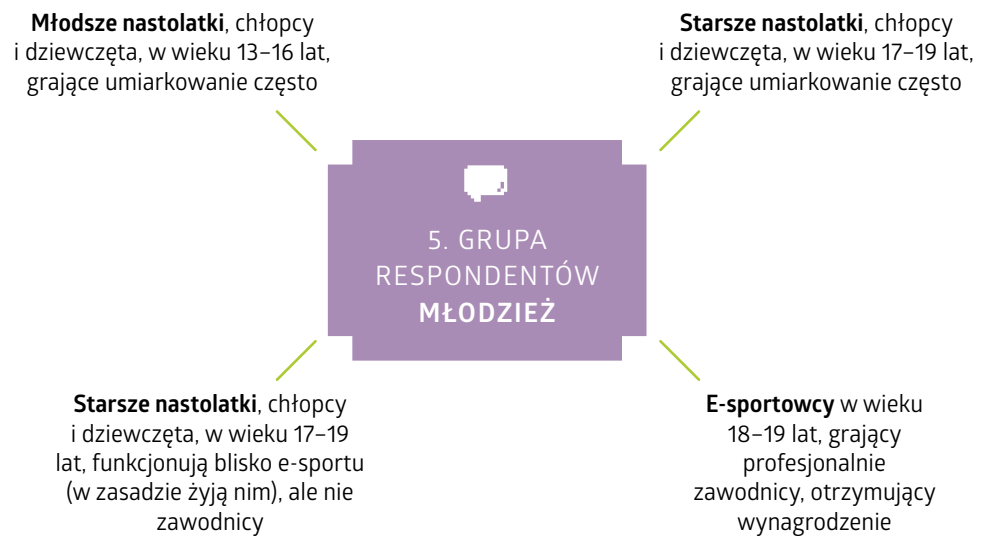 Młodsze nastolatki, chłopcy
i dziewczęta, w wieku 13–16 lat,
grające umiarkowanie często
Starsze nastolatki, chłopcy
i dziewczęta, w wieku 17–19 lat,
grające umiarkowanie często
5. GRUPA
RESPONDENTÓW
MŁODZIEŻ
Starsze nastolatki, chłopcy
i dziewczęta, w wieku 17–19
lat, funkcjonują blisko e-sportu
(w zasadzie żyją nim), ale nie
zawodnicy
E-sportowcy w wieku
18–19 lat, grający
profesjonalnie
zawodnicy, otrzymujący
wynagrodzenie